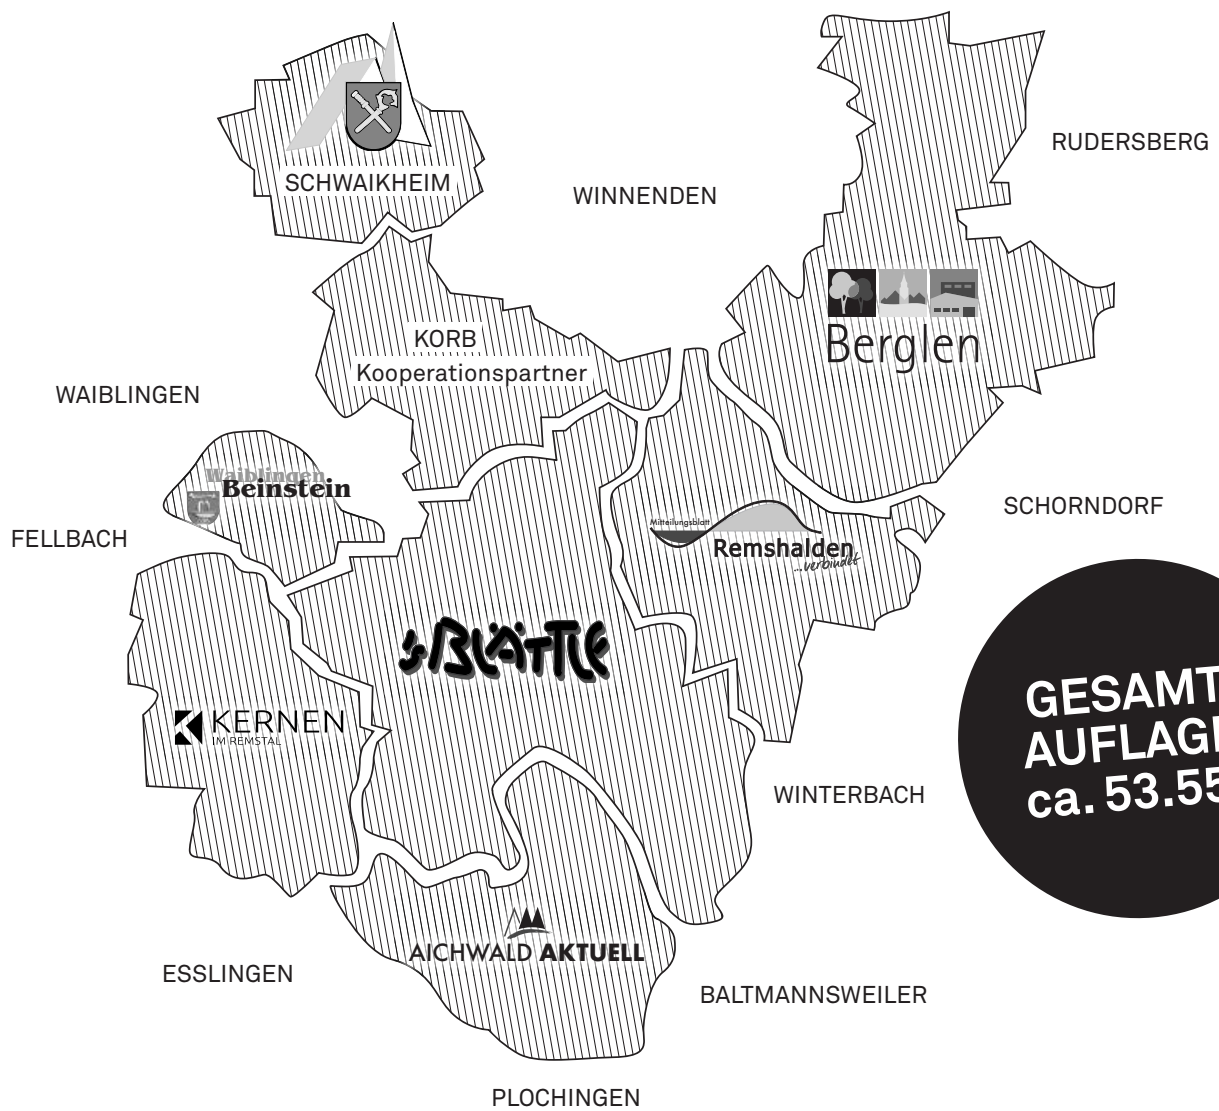 RUDERSBERG
SCHWAIKHEIM
WINNENDEN
Berglen
KORB
Kooperationspartner
WAIBLINGEN
Waiblingen
Beinstein
SCHORNDORF
FELLBACH
Mitteilungsblatt
Remshalden
...verbindet
's BLÄTTLE
KERNEN
IM REMSTAL
GESAMT
AUFLAG
ca. 53.55
WINTERBACH
AICHWALD AKTUELL
ESSLINGEN
BALTMANNSWEILER
PLOCHINGEN